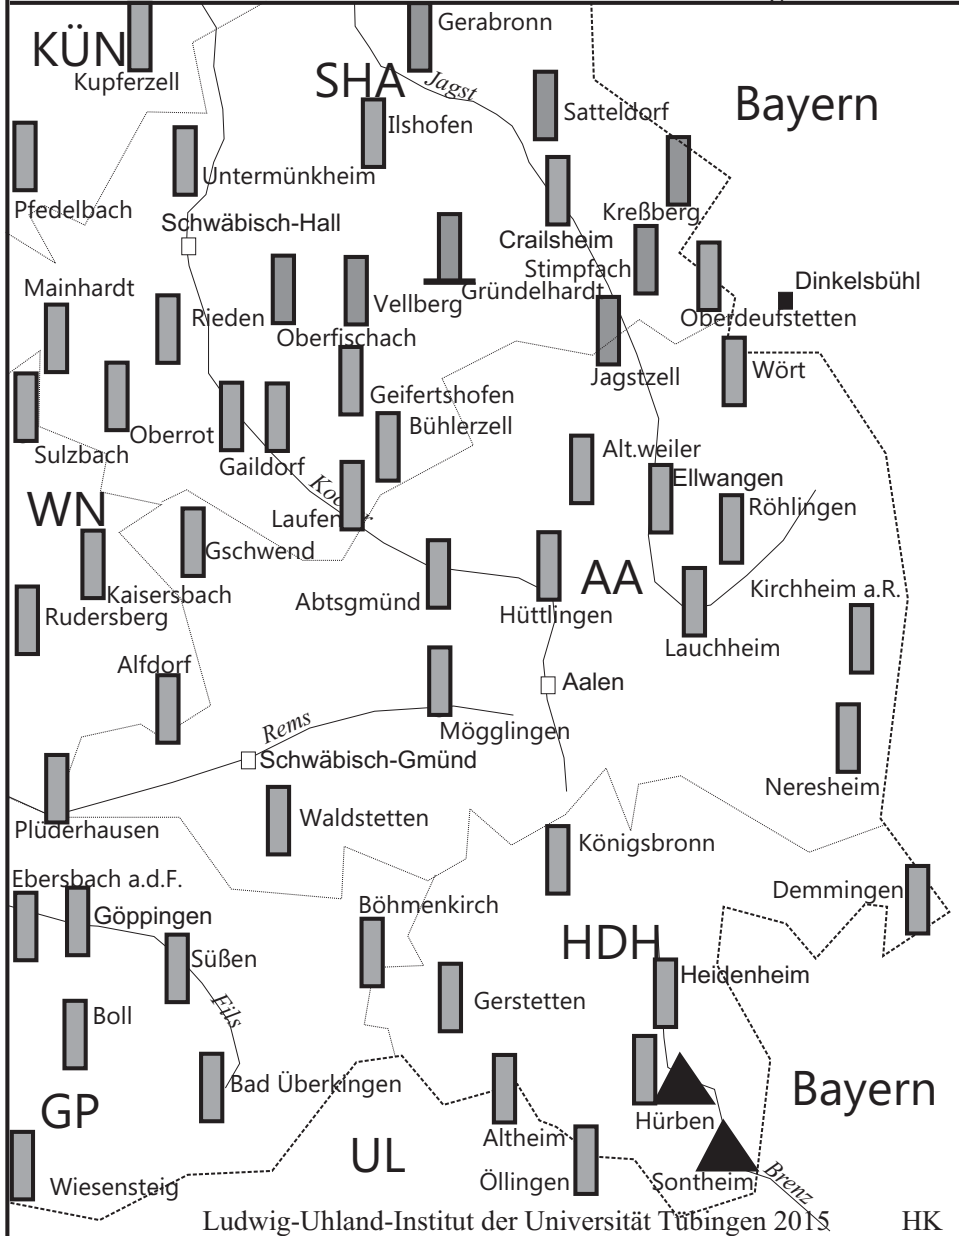 Gerabronn
KÜN
Kupferzell
SHA
Jagst
Satteldorf
Bayern
Ilshofen
Untermünkheim
Pfedelbach
Schwäbisch-Hall
Kreßberg
Crailsheim
Stimpfach
Dinkelsbühl
Mainhardt
Gründelhardt
Vellberg
Rieden
Oberdeufstetten
Oberfischach
Wört
Jagstzell
Geifertshofen
Bühlerzell
Oberrot
Sulzbach
Gaildorf
Alt.weiler
Ellwangen
Röhlingen
WN
Kocher
Laufen
Gschwend
AA
Kirchheim a.R.
Kaisersbach
Abtsgmünd
Hüttlingen
Rudersberg
Lauchheim
Alfdorf
Aalen
Rems
Mögglingen
Schwäbisch-Gmünd
Neresheim
Waldstetten
Plüderhausen
Königsbronn
Ebersbach a.d.F.
Demmingen
Göppingen
Böhmenkirch
HDH
Süßen
Heidenheim
Gerstetten
Fils
Boll
Bad Überkingen
Bayern
GP
Hürben
Altheim
UL
Öllingen
Sontheim
Brenz
Wiesensteig
Ludwig-Uhland-Institut der Universität Tübingen 2015
HK